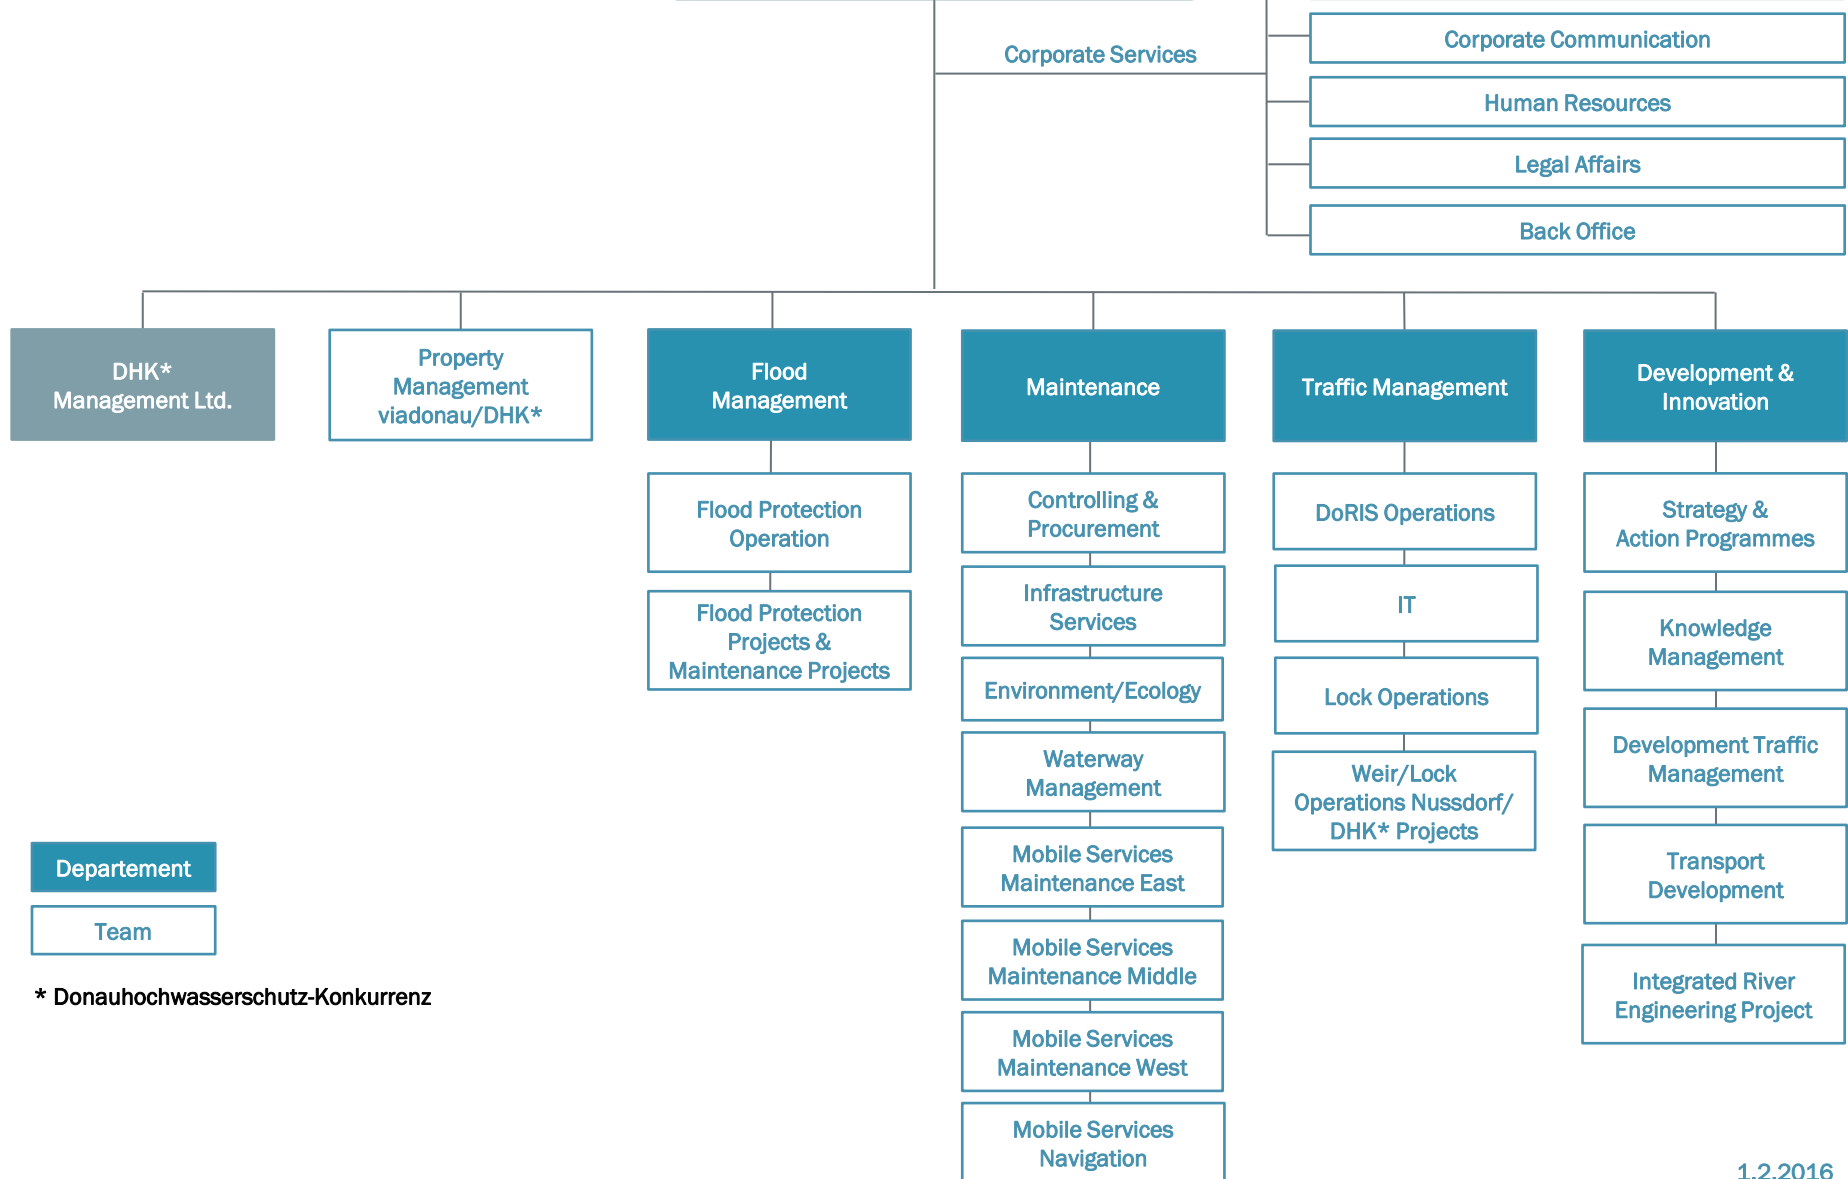 Corporate Services
Corporate Communication
Human Resources
Legal Affairs
Back Office
DHK*
Management Ltd.
Property
Management
viadonau/DHK*
Flood
Management
Maintenance
Traffic Management
Development &
Innovation
Flood Protection
Operation
Flood Protection
Projects &
Maintenance Projects
Controlling &
Procurement
Infrastructure
Services
Environment/Ecology
Waterway
Management
Mobile Services
Maintenance East
Mobile Services
Maintenance Middle
Mobile Services
Maintenance West
Mobile Services
Navigation
DoRIS Operations
IT
Lock Operations
Weir/Lock
Operations Nussdorf/
DHK* Projects
Strategy &
Action Programmes
Knowledge
Management
Development Traffic
Management
Transport
Development
Integrated River
Engineering Project
Departement
Team
* Donauhochwasserschutz-Konkurrenz
1.2.2016